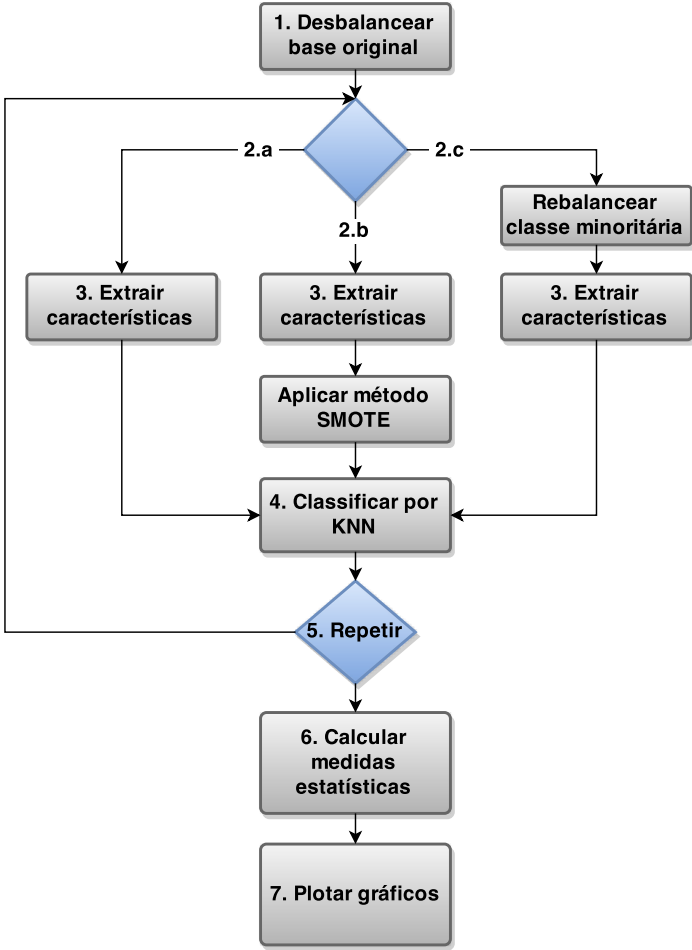 1. Desbalancear
base original
2.a
2.c
2.b
Rebalancear
classe minoritária
3. Extrair
características
3. Extrair
características
3. Extrair
características
Aplicar método
SMOTE
4. Classificar por
KNN
5. Repetir
6. Calcular
medidas
estatísticas
7. Plotar gráficos